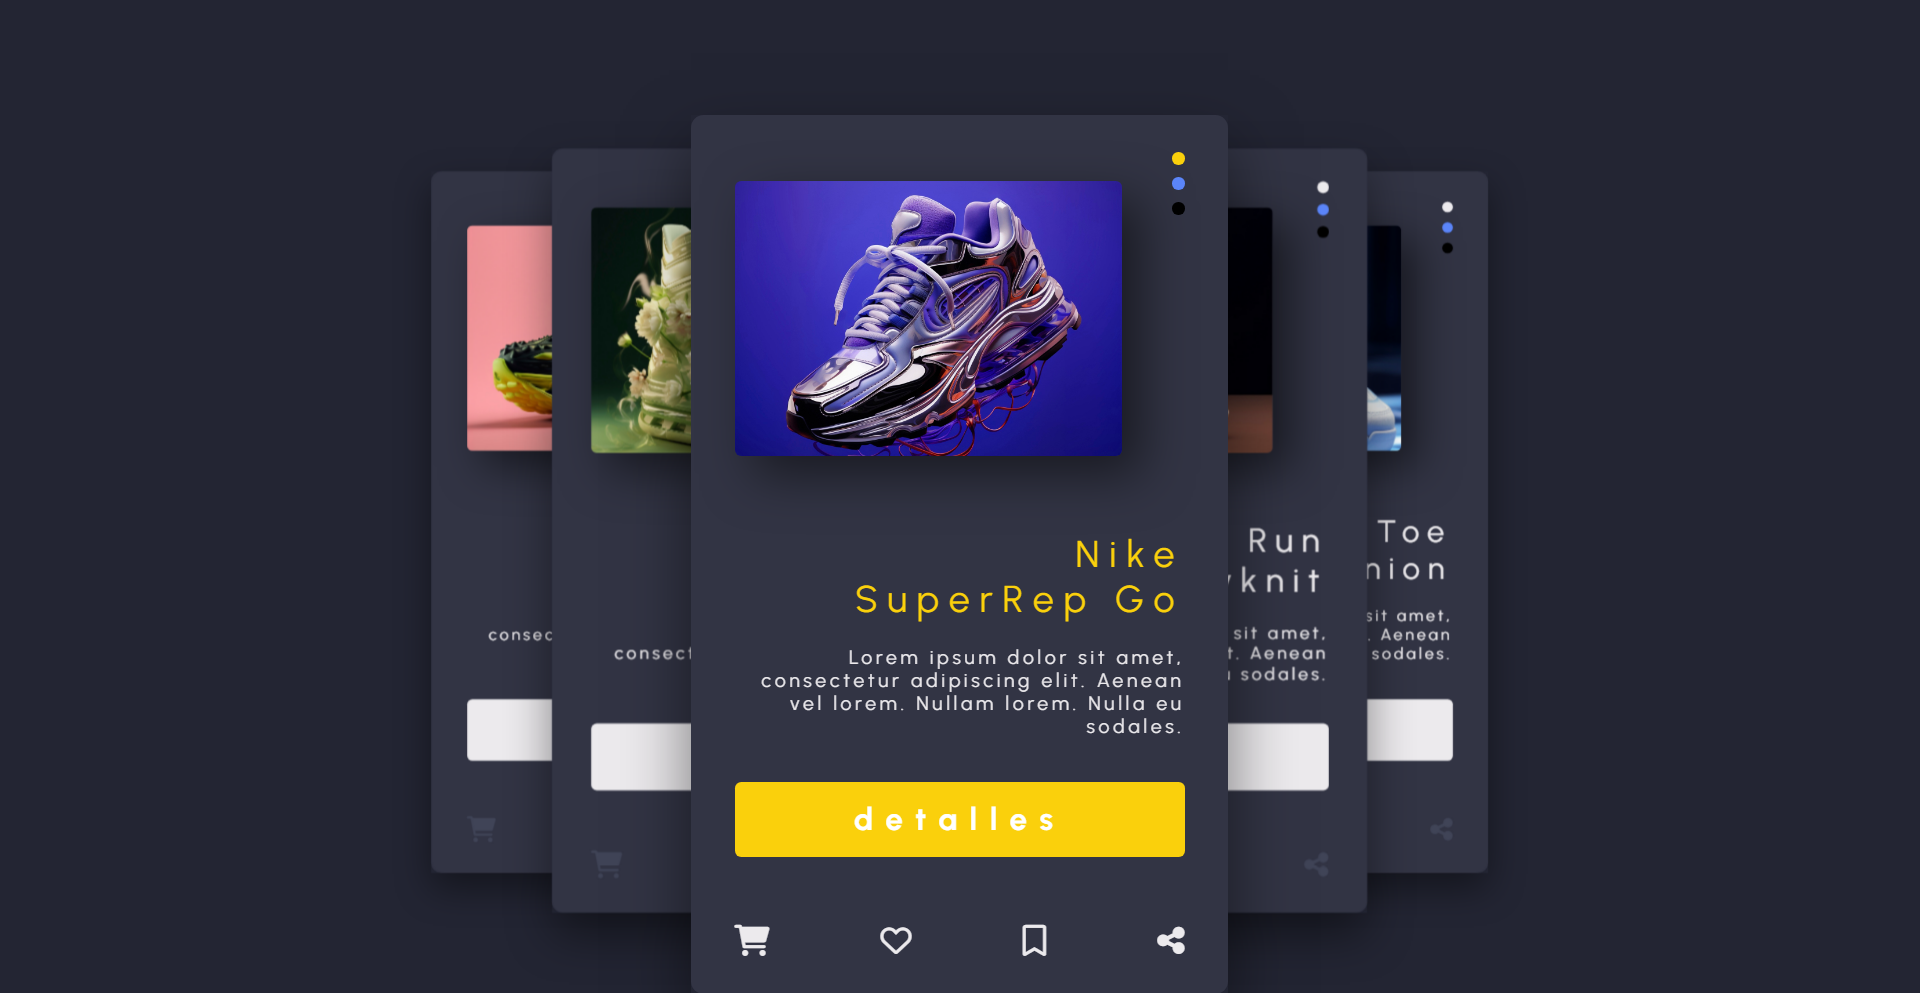 Nike
SuperRep Go
Lorem ipsum dolor sit amet,
consectetur adipiscing elit. Aenean
vel lorem. Nullam lorem. Nulla eu
sodales.
detalles
consec
consect
Run
knit
sit amet,
. Aenean
sodales.
Toe
nion
sit amet,
. Aenean
sodales.